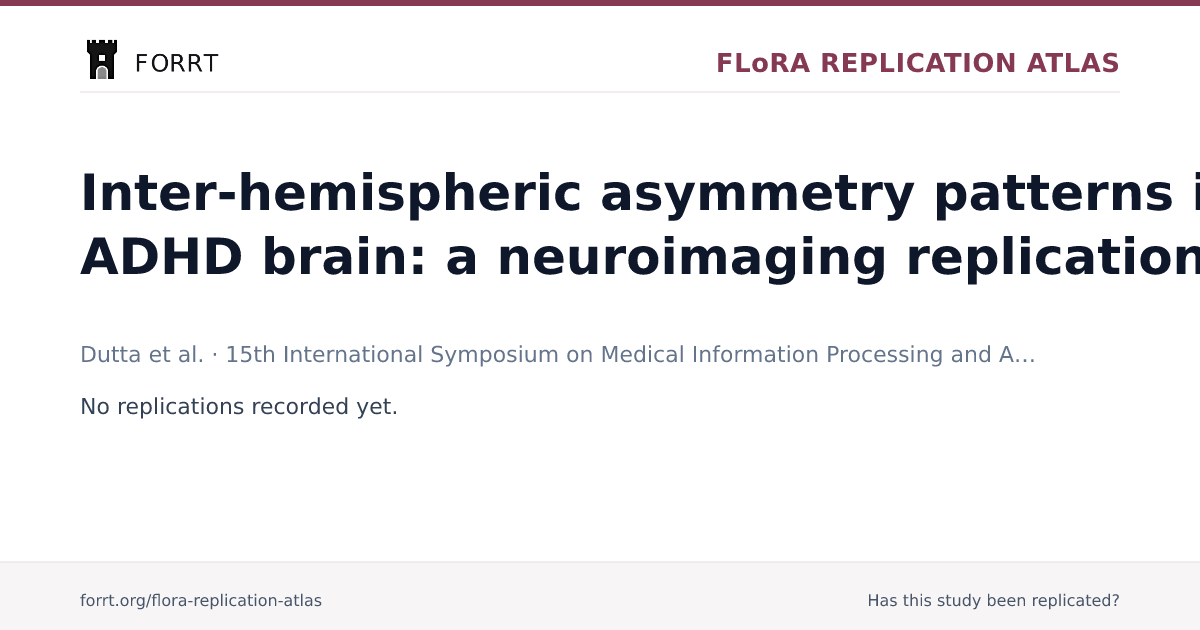 FORRT
FLoRA REPLICATION ATLAS
Inter-hemispheric asymmetry patterns
ADHD brain: a neuroimaging replication
Dutta et al. · 15th International Symposium on Medical Information Processing and A…
No replications recorded yet.
forrt.org/flora-replication-atlas
Has this study been replicated?